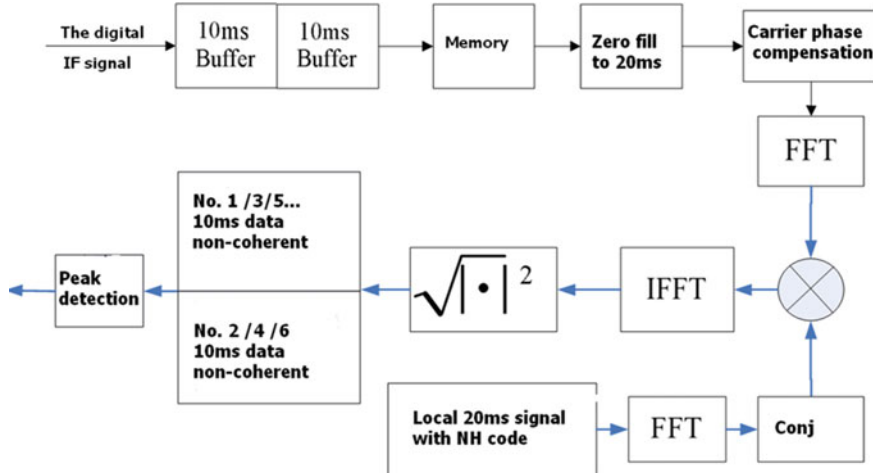 The digital
IF signal
10ms
Buffer
10ms
Buffer
Memory
Zero fill
to 20ms
Carrier phase
compensation
FFT
No. 1 /3/5...
10ms data
non-coherent
No. 2 /4 /6
10ms data
non-coherent
Peak
detection
√|•| 2
IFFT
Local 20ms signal
with NH code
FFT
Conj